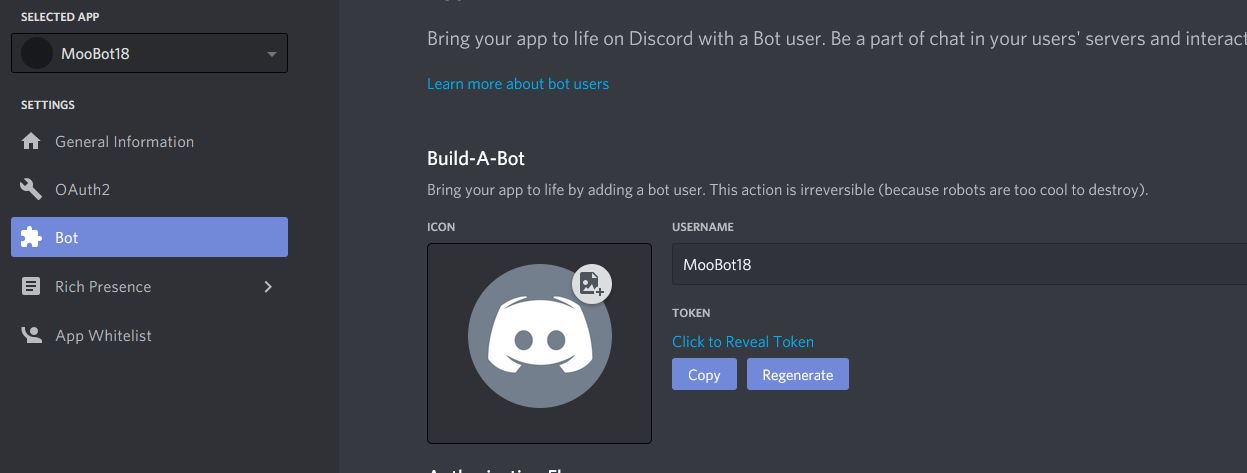 SELECTED APP
MooBot18
SETTINGS
General Information
OAuth2
Bot
Rich Presence
App Whitelist
Bring your app to life on Discord with a Bot user. Be a part of chat in your users' servers and interact
Learn more about bot users
Build-A-Bot
Bring your app to life by adding a bot user. This action is irreversible (because robots are too cool to destroy).
ICON
USERNAME
MooBot18
TOKEN
Click to Reveal Token
Copy
Regenerate